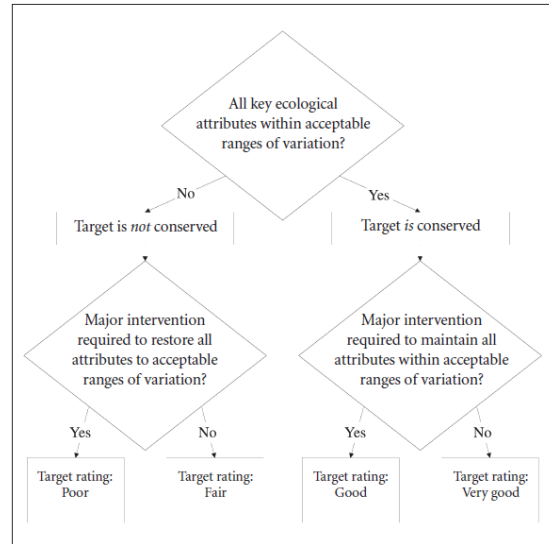 All key ecological
attributes within acceptable
ranges of variation?
No
Yes
Target is not conserved
Target is conserved
Major intervention
required to restore all
attributes to acceptable
ranges of variation?
Major intervention
required to maintain all
attributes within acceptable
ranges of variation?
Yes
No
Yes
No
Target rating:
Poor
Target rating:
Fair
Target rating:
Good
Target rating:
Very good